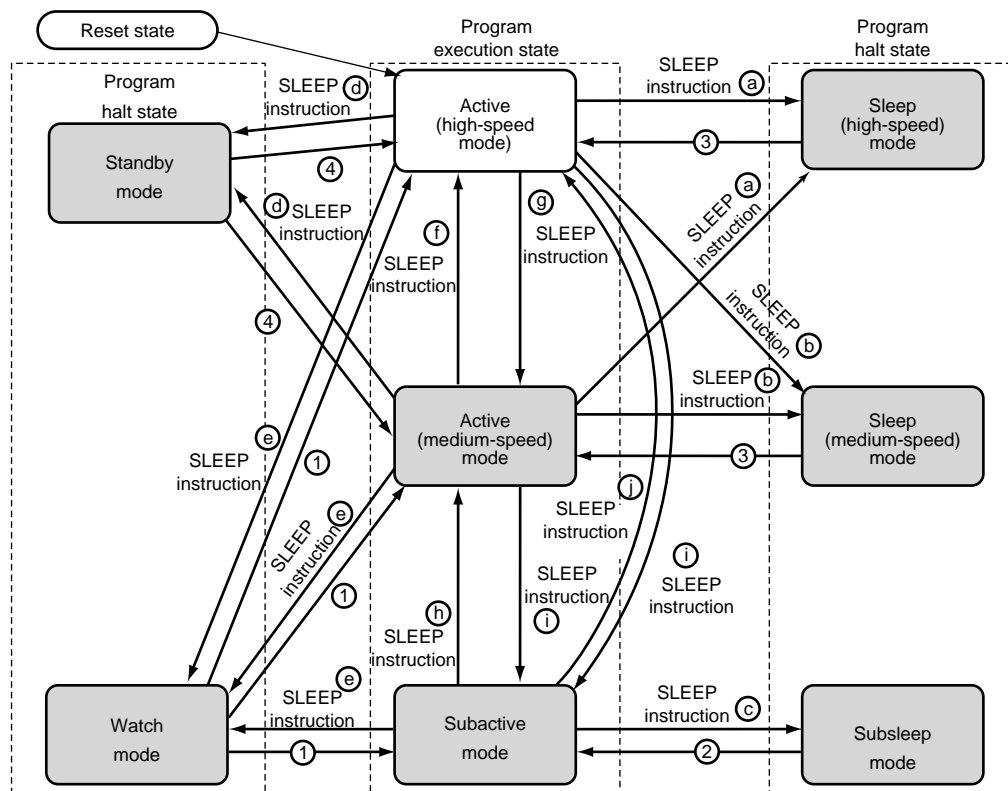 Reset state
Program
execution state
Program
halt state
Program
halt state
SLEEP
instruction
d
Active
(high-speed
mode)
SLEEP
instruction
a
Sleep
(high-speed)
mode
3
Standby
mode
4
d
SLEEP
instruction
f
SLEEP
instruction
g
SLEEP
instruction
SLEEP
instruction
a
4
SLEEP
instruction
b
Active
(medium-speed)
mode
SLEEP
instruction
b
Sleep
(medium-speed)
mode
3
e
SLEEP
instruction
1
SLEEP
instruction
e
1
j
SLEEP
instruction
i
SLEEP
instruction
SLEEP
instruction
i
h
SLEEP
instruction
Watch
mode
SLEEP
instruction
e
1
Subactive
mode
SLEEP
instruction
c
2
Subsleep
mode